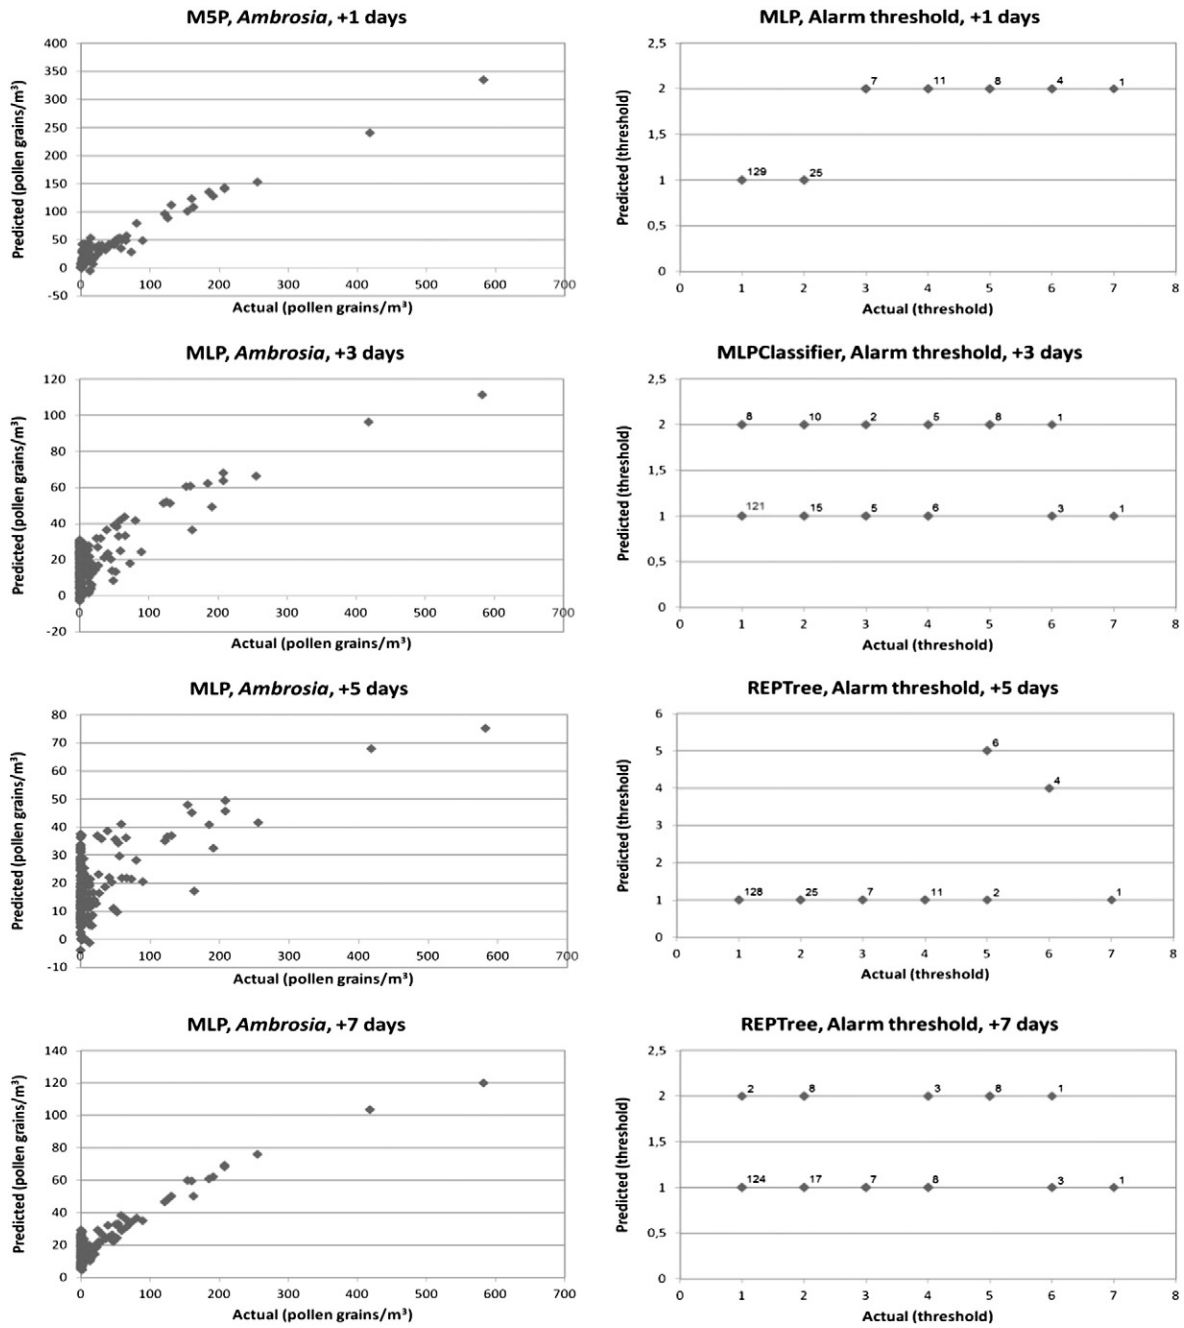 M5P, Ambrosia, +1 days
400
350
300
250
200
150
100
50
0
-50
0 100 200 300 400 500 600 700
Predicted (pollen grains/m³)
Actual (pollen grains/m³)
MLP, Alarm threshold, +1 days
2,5
2
1,5
1
0,5
0
7 11 8 4 1
129 25
0 1 2 3 4 5 6 7 8
Predicted (threshold)
Actual (threshold)
MLP, Ambrosia, +3 days
120
100
80
60
40
20
0
-20
0 100 200 300 400 500 600 700
Predicted (pollen grains/m³)
Actual (pollen grains/m³)
MLPClassifier, Alarm threshold, +3 days
2,5
2
1,5
1
0,5
0
8 10 2 5 8 1
121 15 5 6 3 1
0 1 2 3 4 5 6 7 8
Predicted (threshold)
Actual (threshold)
MLP, Ambrosia, +5 days
80
70
60
50
40
30
20
10
0
-10
0 100 200 300 400 500 600 700
Predicted (pollen grains/m³)
Actual (pollen grains/m³)
REPTree, Alarm threshold, +5 days
6
5
4
3
2
1
0
6
4
128 25 7 11 2 1
0 1 2 3 4 5 6 7 8
Predicted (threshold)
Actual (threshold)
MLP, Ambrosia, +7 days
140
120
100
80
60
40
20
0
0 100 200 300 400 500 600 700
Predicted (pollen grains/m³)
Actual (pollen grains/m³)
REPTree, Alarm threshold, +7 days
2,5
2
1,5
1
0,5
0
2 8 3 8 1
124 17 7 8 3 1
0 1 2 3 4 5 6 7 8
Predicted (threshold)
Actual (threshold)